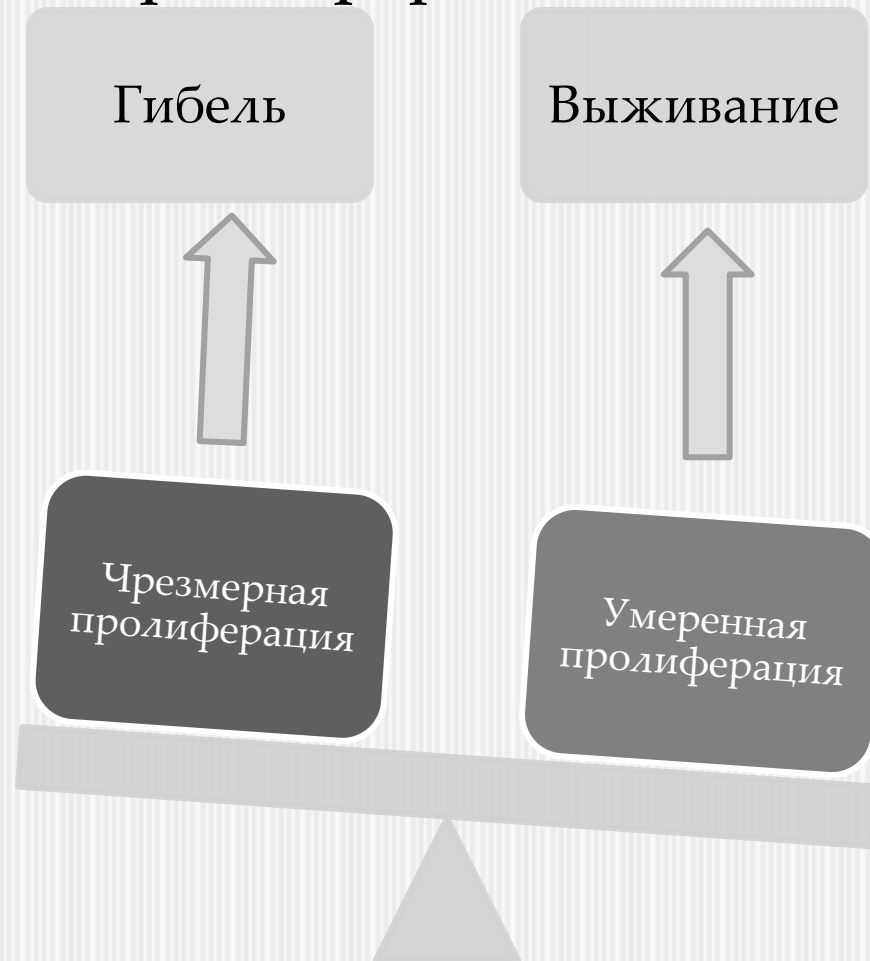 Гибель
Выживание
Чрезмерная
пролиферация
Умеренная
пролиферация